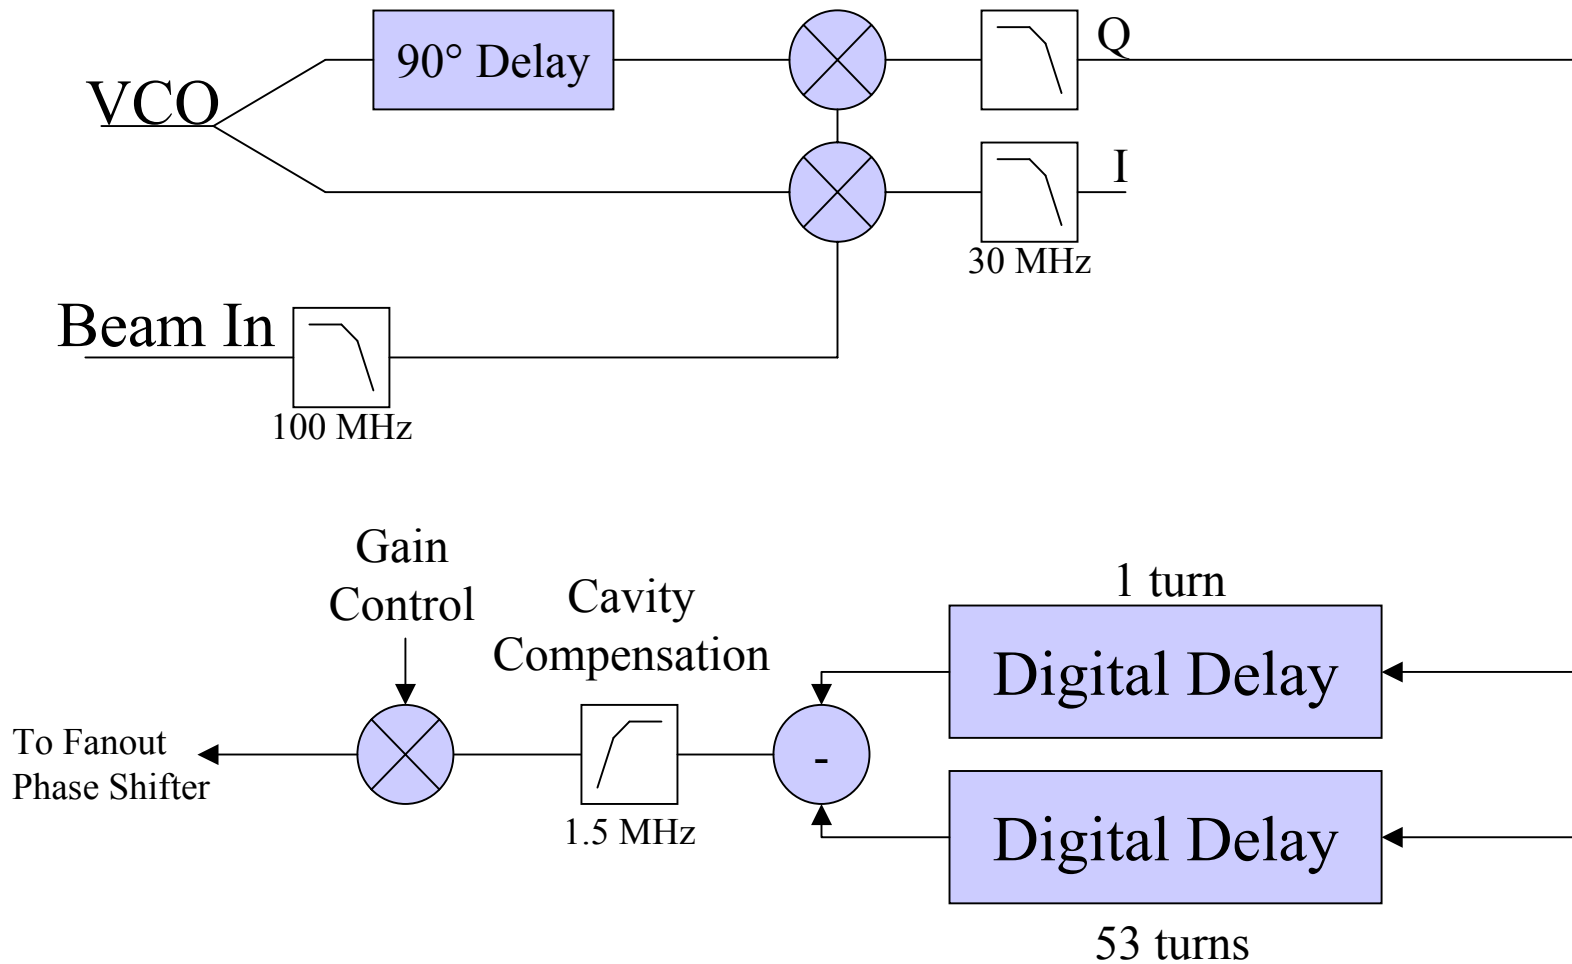 90° Delay
Q
VCO
I
30 MHz
Beam In
100 MHz
Gain
Control
Cavity
Compensation
1 turn
Digital Delay
To Fanout
Phase Shifter
-
1.5 MHz
Digital Delay
53 turns